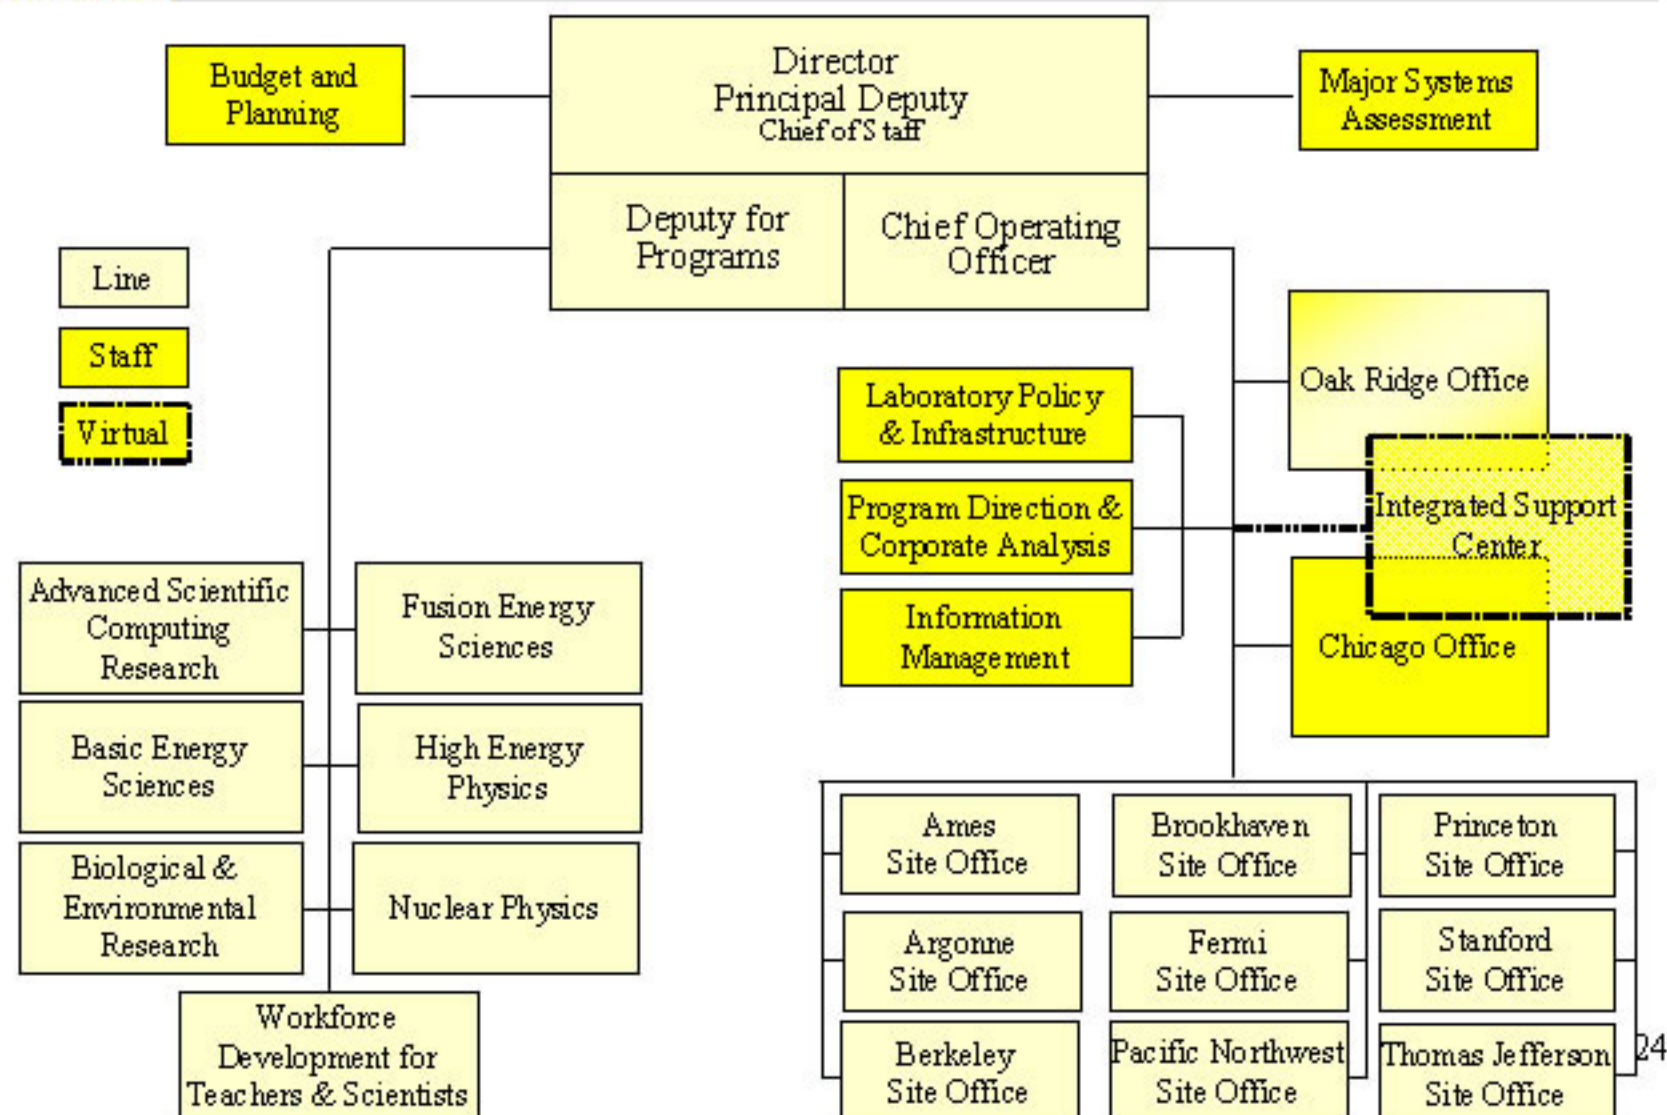 Budget and
Planning
Director
Principal Deputy
Chief of Staff
Major Systems
Assessment
Deputy for
Programs
Chief Operating
Officer
Line
Staff
Virtual
Oak Ridge Office
Laboratory Policy
& Infrastructure
Program Direction &
Corporate Analysis
Information
Management
Integrated Support
Center
Chicago Office
Advanced Scientific
Computing
Research
Fusion Energy
Sciences
Basic Energy
Sciences
High Energy
Physics
Biological &
Environmental
Research
Nuclear Physics
Workforce
Development for
Teachers & Scientists
Ames
Site Office
Brookhaven
Site Office
Princeton
Site Office
Argonne
Site Office
Fermi
Site Office
Stanford
Site Office
Berkeley
Site Office
Pacific Northwest
Site Office
Thomas Jefferson
Site Office
24